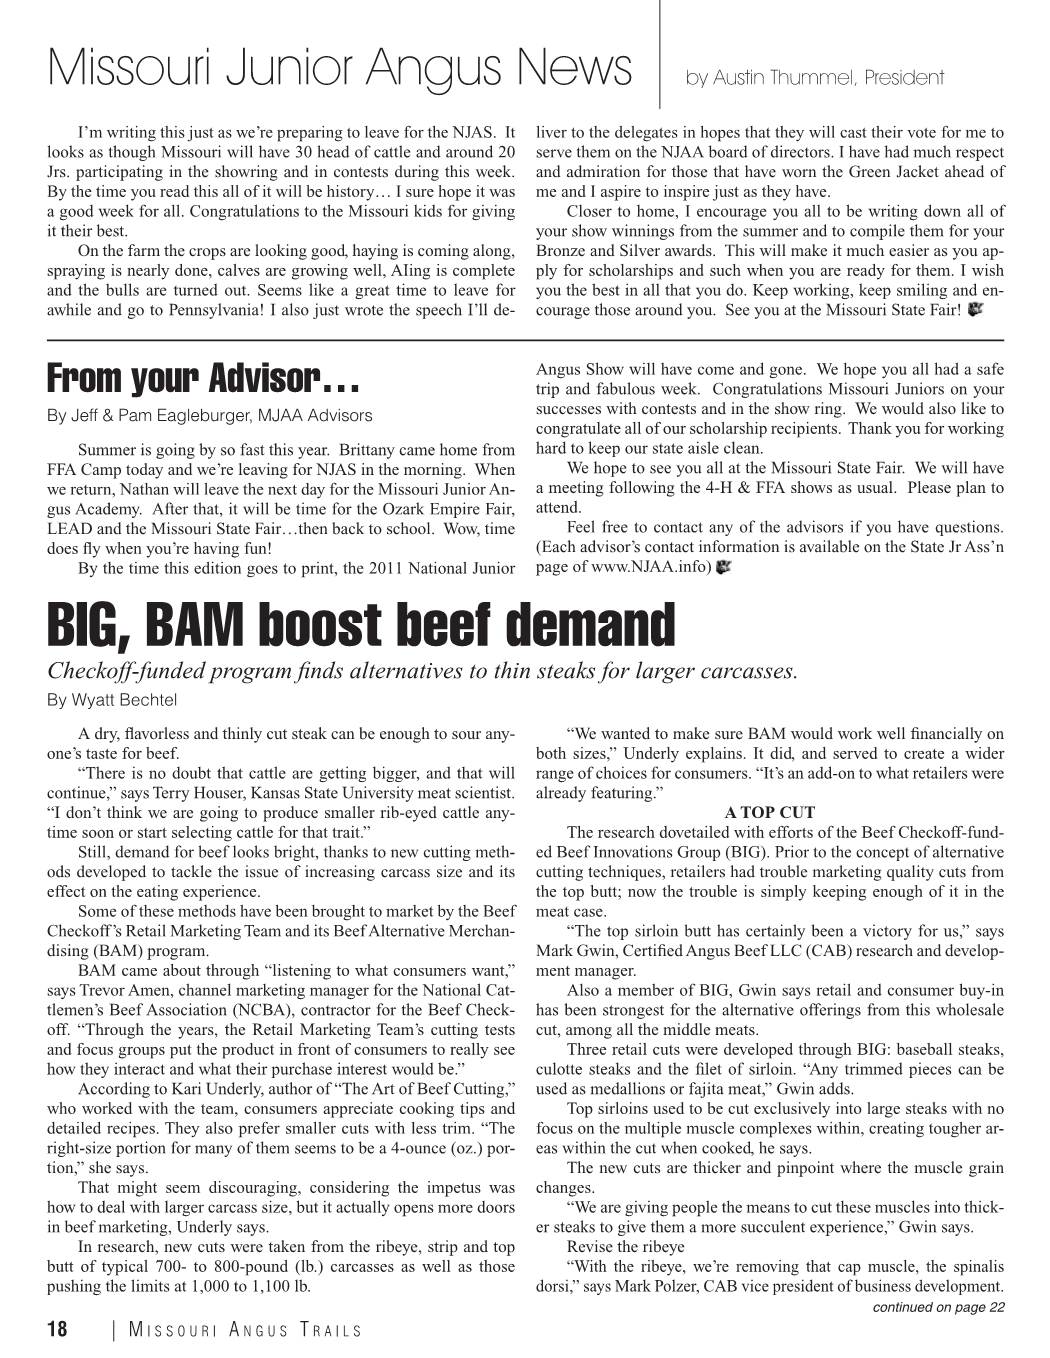 Missouri Junior Angus News
by Austin Thummel, President
I'm writing this just as we're preparing to leave for the NJAS.  It
looks as though Missouri will have 30 head of cattle and around 20
Jrs. participating in the showring and in contests during this week.
By the time you read this all of it will be history… I sure hope it was
a good week for all. Congratulations to the Missouri kids for giving
it their best.
On the farm the crops are looking good, haying is coming along,
spraying is nearly done, calves are growing well, AIing is complete
and the bulls are turned out. Seems like a great time to leave for
awhile and go to Pennsylvania! I also just wrote the speech I'll de-
liver to the delegates in hopes that they will cast their vote for me to
serve them on the NJAA board of directors. I have had much respect
and admiration for those that have worn the Green Jacket ahead of
me and I aspire to inspire just as they have.
Closer to home, I encourage you all to be writing down all of
your show winnings from the summer and to compile them for your
Bronze and Silver awards.  This will make it much easier as you ap-
ply for scholarships and such when you are ready for them. I wish
you the best in all that you do. Keep working, keep smiling and en-
courage those around you.  See you at the Missouri State Fair!
From your Advisor…
By Jeff & Pam Eagleburger, MJAA Advisors
Summer is going by so fast this year.  Brittany came home from
FFA Camp today and we're leaving for NJAS in the morning.  When
we return, Nathan will leave the next day for the Missouri Junior An-
gus Academy.  After that, it will be time for the Ozark Empire Fair,
LEAD and the Missouri State Fair…then back to school.  Wow, time
does fly when you're having fun!
By the time this edition goes to print, the 2011 National Junior
Angus Show will have come and gone.  We hope you all had a safe
trip and fabulous week.  Congratulations Missouri Juniors on your
successes with contests and in the show ring.  We would also like to
congratulate all of our scholarship recipients.  Thank you for working
hard to keep our state aisle clean.
We hope to see you all at the Missouri State Fair.  We will have
a meeting following the 4-H & FFA shows as usual.  Please plan to
attend.
Feel free to contact any of the advisors if you have questions.
(Each advisor's contact information is available on the State Jr Ass'n
page of www.NJAA.info)
BIG, BAM boost beef demand
Checkoff-funded program finds alternatives to thin steaks for larger carcasses.
By Wyatt Bechtel
A dry, flavorless and thinly cut steak can be enough to sour any-
one's taste for beef.
"There is no doubt that cattle are getting bigger, and that will
continue," says Terry Houser, Kansas State University meat scientist.
"I don't think we are going to produce smaller rib-eyed cattle any-
time soon or start selecting cattle for that trait."
Still, demand for beef looks bright, thanks to new cutting meth-
ods developed to tackle the issue of increasing carcass size and its
effect on the eating experience.
Some of these methods have been brought to market by the Beef
Checkoff's Retail Marketing Team and its Beef Alternative Merchan-
dising (BAM) program.
BAM came about through "listening to what consumers want,"
says Trevor Amen, channel marketing manager for the National Cat-
tlemen's Beef Association (NCBA), contractor for the Beef Check-
off. "Through the years, the Retail Marketing Team's cutting tests
and focus groups put the product in front of consumers to really see
how they interact and what their purchase interest would be."
According to Kari Underly, author of "The Art of Beef Cutting,"
who worked with the team, consumers appreciate cooking tips and
detailed recipes. They also prefer smaller cuts with less trim. "The
right-size portion for many of them seems to be a 4-ounce (oz.) por-
tion," she says.
That might seem discouraging, considering the impetus was
how to deal with larger carcass size, but it actually opens more doors
in beef marketing, Underly says.
In research, new cuts were taken from the ribeye, strip and top
butt of typical 700- to 800-pound (lb.) carcasses as well as those
pushing the limits at 1,000 to 1,100 lb.
"We wanted to make sure BAM would work well financially on
both sizes," Underly explains. It did, and served to create a wider
range of choices for consumers. "It's an add-on to what retailers were
already featuring."
A TOP CUT
The research dovetailed with efforts of the Beef Checkoff-fund-
ed Beef Innovations Group (BIG). Prior to the concept of alternative
cutting techniques, retailers had trouble marketing quality cuts from
the top butt; now the trouble is simply keeping enough of it in the
meat case.
"The top sirloin butt has certainly been a victory for us," says
Mark Gwin, Certified Angus Beef LLC (CAB) research and develop-
ment manager.
Also a member of BIG, Gwin says retail and consumer buy-in
has been strongest for the alternative offerings from this wholesale
cut, among all the middle meats.
Three retail cuts were developed through BIG: baseball steaks,
culotte steaks and the filet of sirloin. "Any trimmed pieces can be
used as medallions or fajita meat," Gwin adds.
Top sirloins used to be cut exclusively into large steaks with no
focus on the multiple muscle complexes within, creating tougher ar-
eas within the cut when cooked, he says.
The new cuts are thicker and pinpoint where the muscle grain
changes.
"We are giving people the means to cut these muscles into thick-
er steaks to give them a more succulent experience," Gwin says.
Revise the ribeye
"With the ribeye, we're removing that cap muscle, the spinalis
dorsi," says Mark Polzer, CAB vice president of business development.
continued on page 22
18 | Missouri Angus Trails